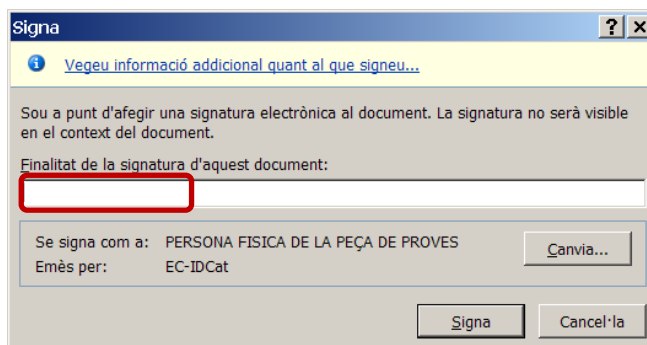 Signa
Vegeu informació addicional quant al que signeu...
Sou a punt d'afegir una signatura electrònica al document. La signatura no serà visible
en el context del document.
Finalitat de la signatura d'aquest document:
Se signa com a: PERSONA FISICA DE LA PEÇA DE PROVES
Canvia...
Emès per: EC-IDCat
Signa Cancel·la